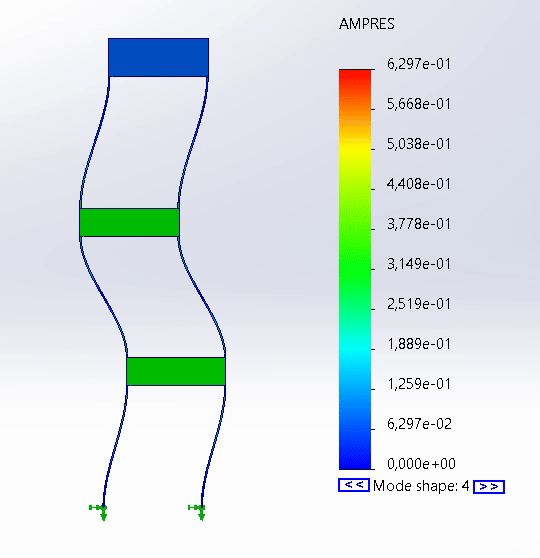 AMPRES
6,297e-01
5,668e-01
5,038e-01
4,408e-01
3,778e-01
3,149e-01
2,519e-01
1,889e-01
1,259e-01
6,297e-02
0,000e+00
<< Mode shape: 4 >>